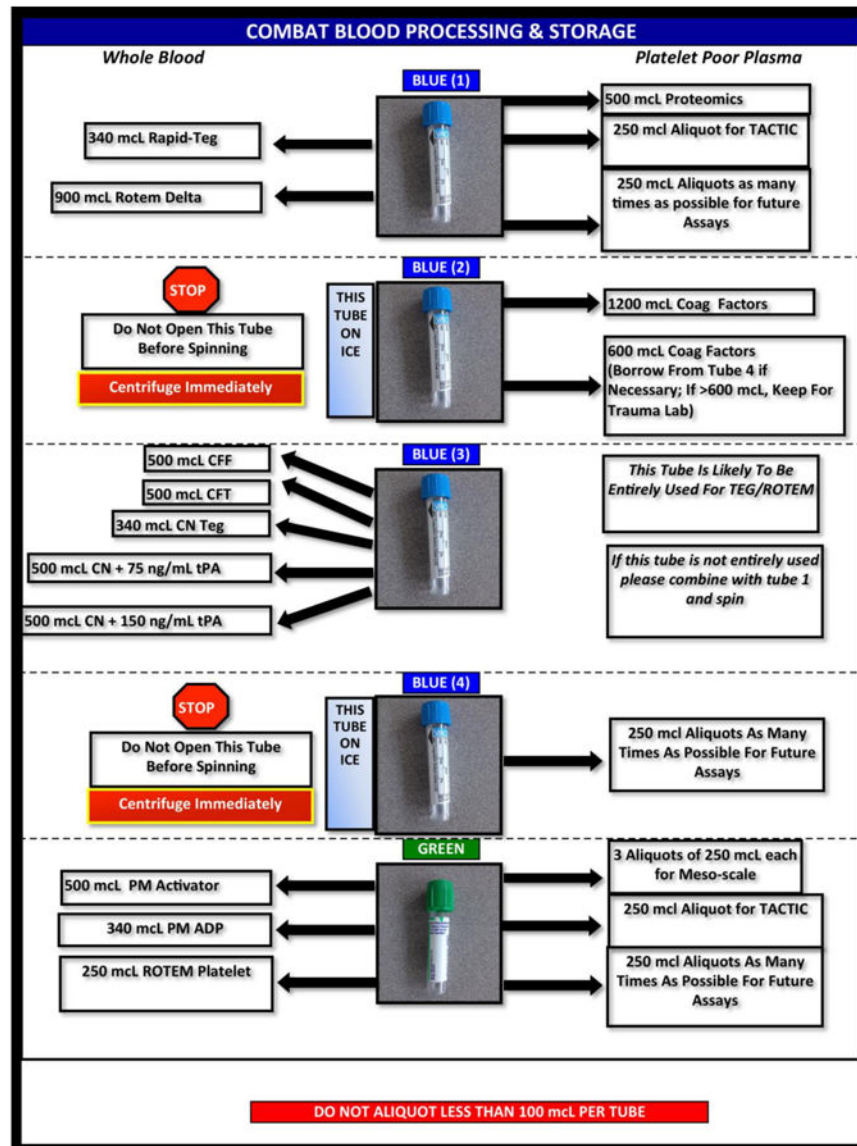 COMBAT BLOOD PROCESSING & STORAGE
Whole Blood
Platelet Poor Plasma
BLUE (1)
340 mcL Rapid-Teg
900 mcL Rotem Delta
500 mcL Proteomics
250 mcl Aliquot for TACTIC
250 mcL Aliquots as many
times as possible for future
Assays
BLUE (2)
STOP
Do Not Open This Tube
Before Spinning
Centrifuge Immediately
THIS
TUBE
ON
ICE
1200 mcL Coag Factors
600 mcL Coag Factors
(Borrow From Tube 4 if
Necessary; If >600 mcL, Keep For
Trauma Lab)
BLUE (3)
500 mcL CFF
500 mcL CFT
340 mcL CN Teg
500 mcL CN + 75 ng/mL tPA
500 mcL CN + 150 ng/mL tPA
This Tube Is Likely To Be
Entirely Used For TEG/ROTEM
If this tube is not entirely used
please combine with tube 1
and spin
BLUE (4)
STOP
Do Not Open This Tube
Before Spinning
Centrifuge Immediately
THIS
TUBE
ON
ICE
250 mcl Aliquots As Many
Times As Possible For Future
Assays
GREEN
500 mcL PM Activator
340 mcL PM ADP
250 mcL ROTEM Platelet
3 Aliquots of 250 mcL each
for Meso-scale
250 mcl Aliquot for TACTIC
250 mcl Aliquots As Many
Times As Possible For Future
Assays
DO NOT ALIQUOT LESS THAN 100 mcL PER TUBE